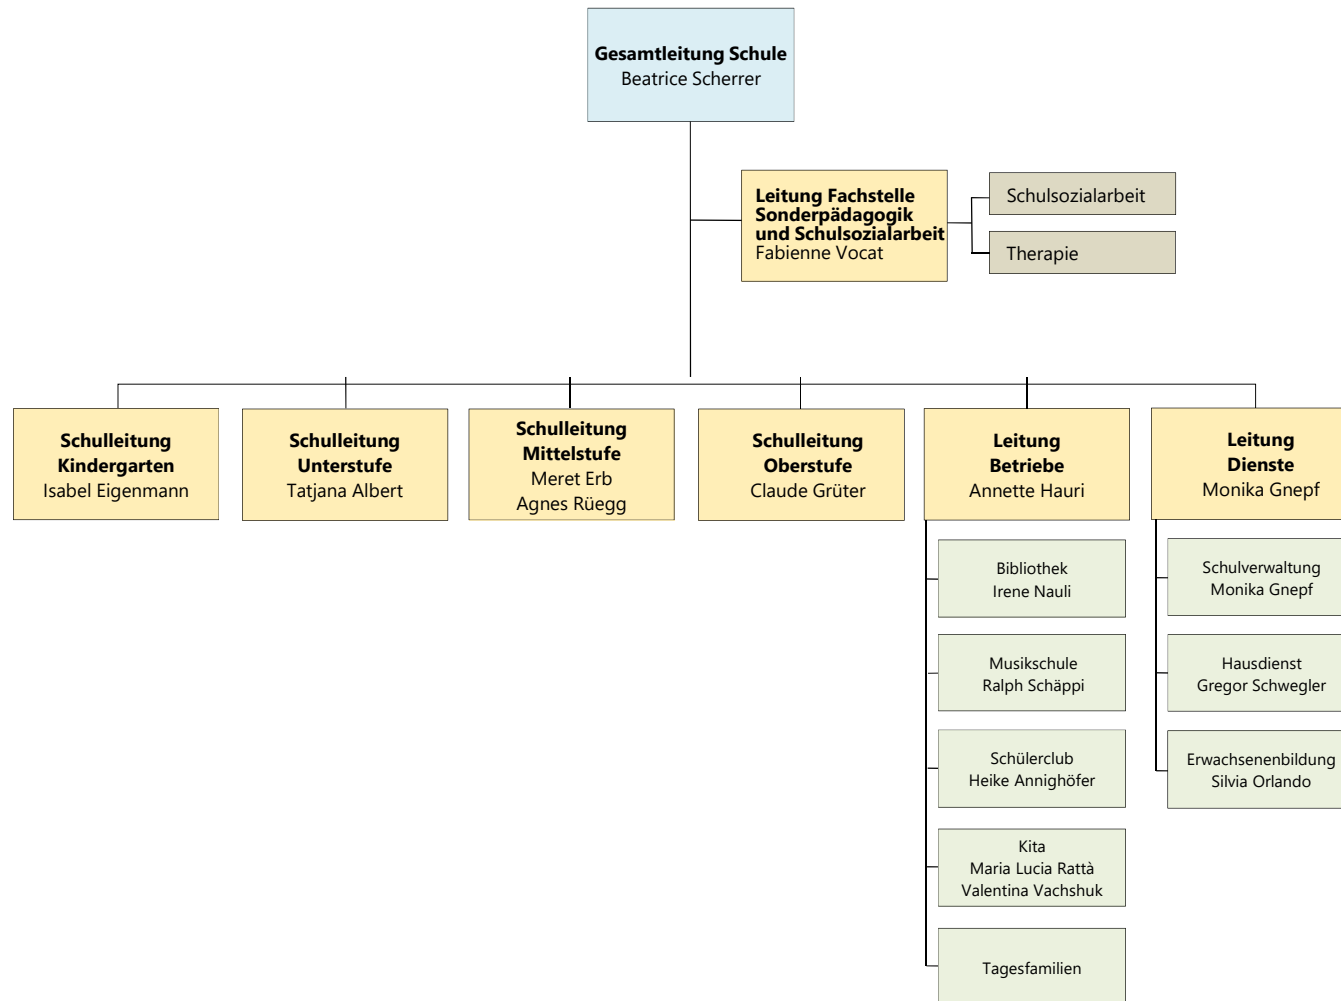 Gesamtleitung Schule
Beatrice Scherrer
Leitung Fachstelle
Sonderpädagogik
und Schulsozialarbeit
Fabienne Vocat
Schulsozialarbeit
Therapie
Schulleitung
Kindergarten
Isabel Eigenmann
Schulleitung
Unterstufe
Tatjana Albert
Schulleitung
Mittelstufe
Meret Erb
Agnes Rüegg
Schulleitung
Oberstufe
Claude Grüter
Leitung
Betriebe
Annette Hauri
Leitung
Dienste
Monika Gnepf
Bibliothek
Irene Nauli
Musikschule
Ralph Schäppi
Schülerclub
Heike Annighöfer
Kita
Maria Lucia Rattà
Valentina Vachshuk
Tagesfamilien
Schulverwaltung
Monika Gnepf
Hausdienst
Gregor Schwegler
Erwachsenenbildung
Silvia Orlando